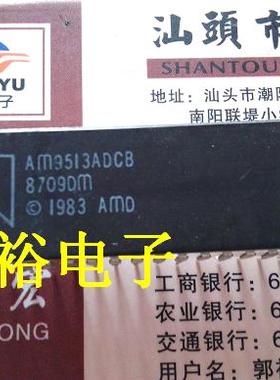 YU
子
汕頭市
SHANTOU
地址：汕头市潮阳
南阳联堤小
AM9513ADCB
8709DM
© 1983 AMD
裕电子
宏
ONG
工商银行：6
农业银行：6
交通银行：6
用户名：郭